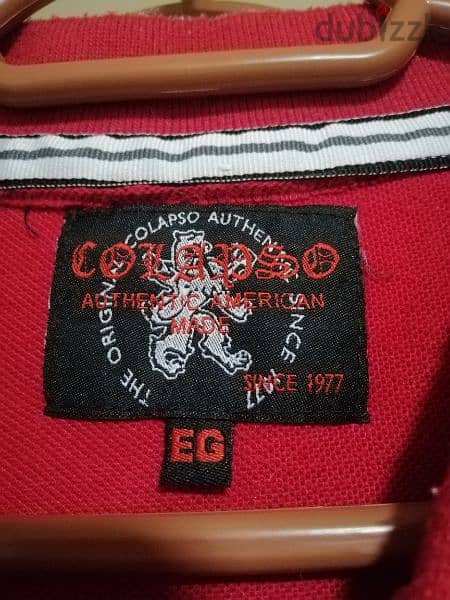 dubizzle
THE ORIGINAL COLAPSO AUTHENTIC SINCE 1977
COLAPSO
AUTHENTIC AMERICAN
MADE
SINCE 1977
EG